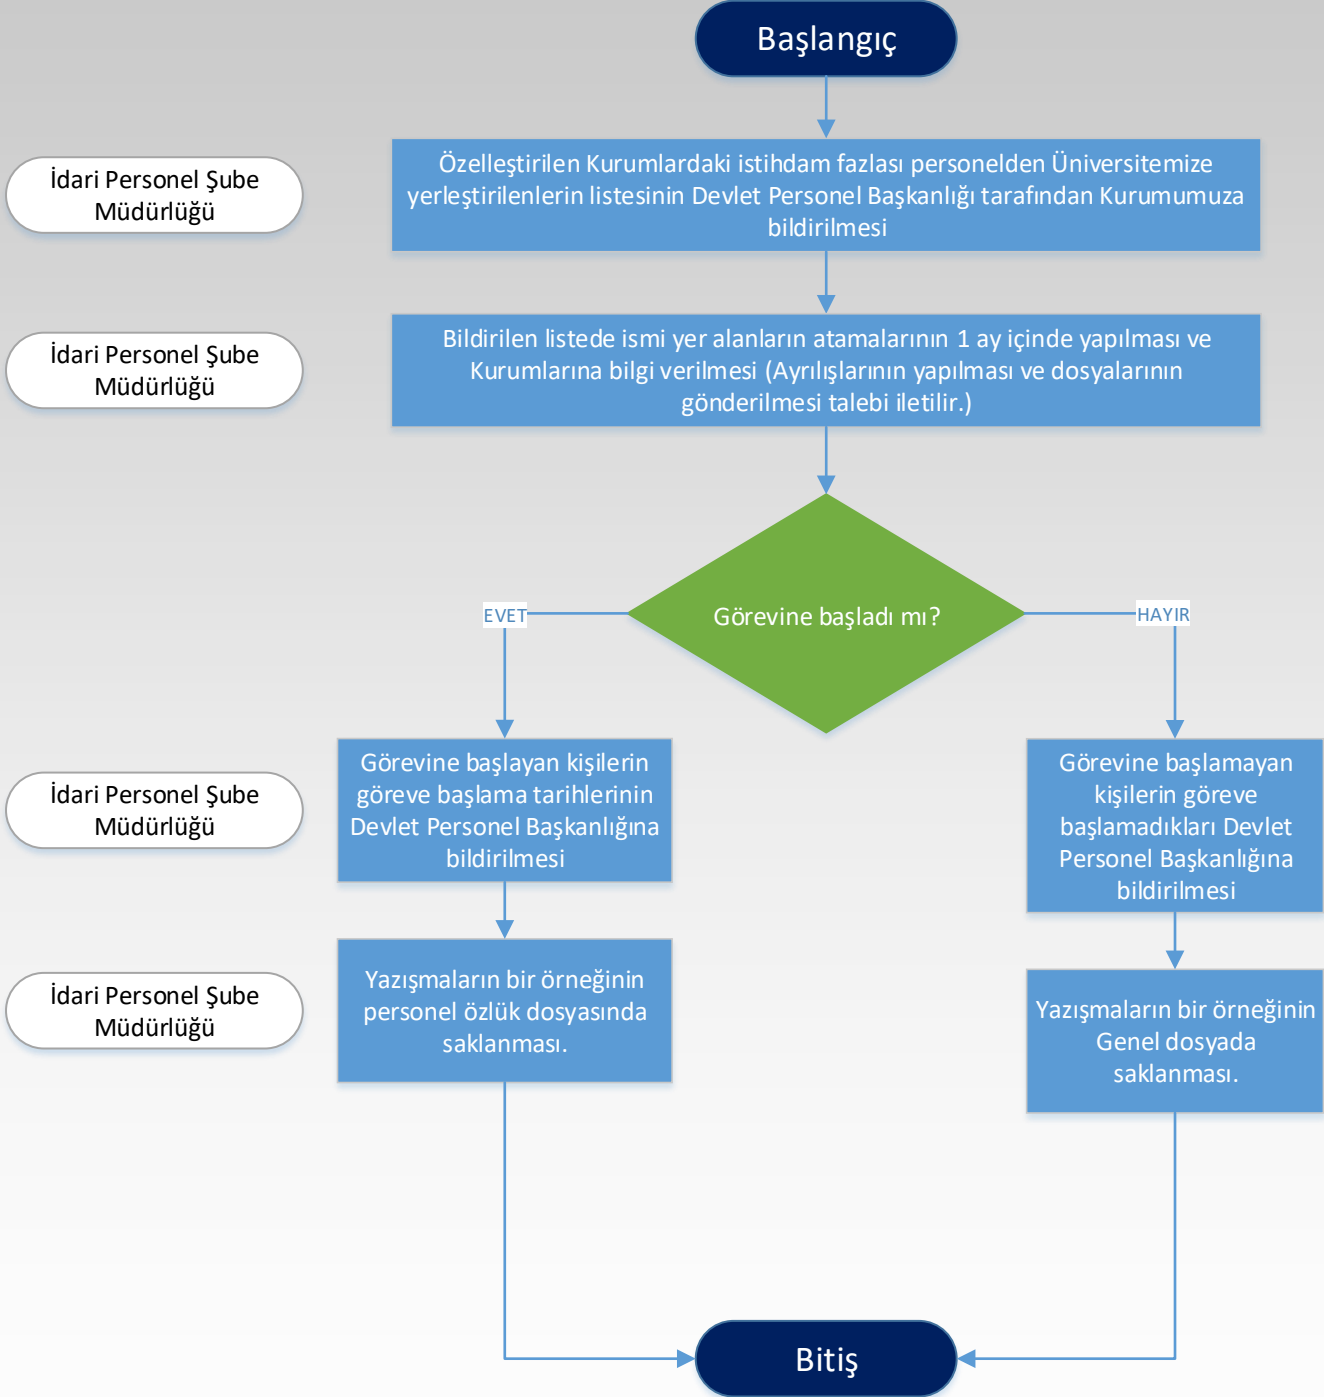 Başlangıç
İdari Personel Şube
Müdürlüğü
Özelleştirilen Kurumlardaki istihdam fazlası personelden Üniversitemize
yerleştirilenlerin listesinin Devlet Personel Başkanlığı tarafından Kurumumuza
bildirilmesi
İdari Personel Şube
Müdürlüğü
Bildirilen listede ismi yer alanların atamalarının 1 ay içinde yapılması ve
Kurumlarına bilgi verilmesi (Ayrılışlarının yapılması ve dosyalarının
gönderilmesi talebi iletilir.)
Görevine başladı mı?
EVET
HAYIR
İdari Personel Şube
Müdürlüğü
Görevine başlayan kişilerin
göreve başlama tarihlerinin
Devlet Personel Başkanlığına
bildirilmesi
Görevine başlamayan
kişilerin göreve
başlamadıkları Devlet
Personel Başkanlığına
bildirilmesi
İdari Personel Şube
Müdürlüğü
Yazışmaların bir örneğinin
personel özlük dosyasında
saklanması.
Yazışmaların bir örneğinin
Genel dosyada
saklanması.
Bitiş